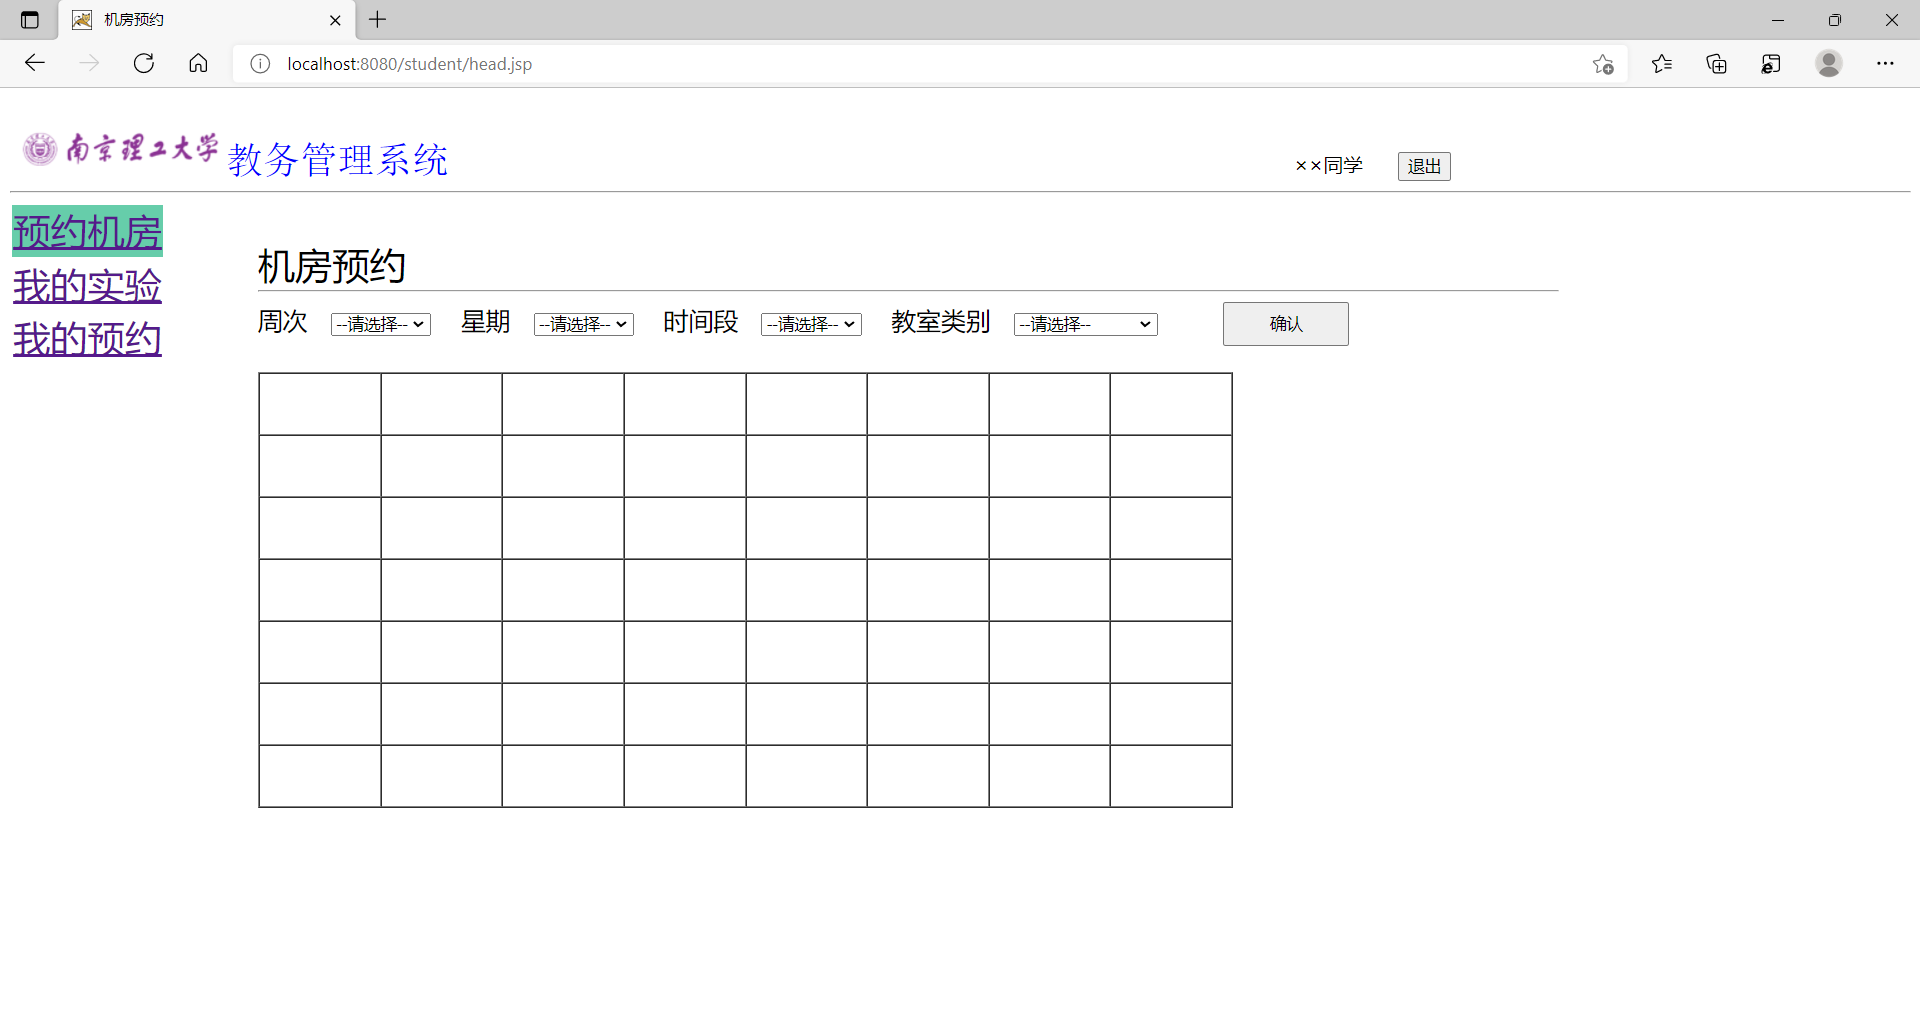 机房预约
localhost:8080/student/head.jsp
南京理工大学 教务管理系统 ××同学 退出
预约机房
我的实验
我的预约
机房预约
周次 --请选择-- 星期 --请选择-- 时间段 --请选择-- 教室类别 --请选择-- 确认